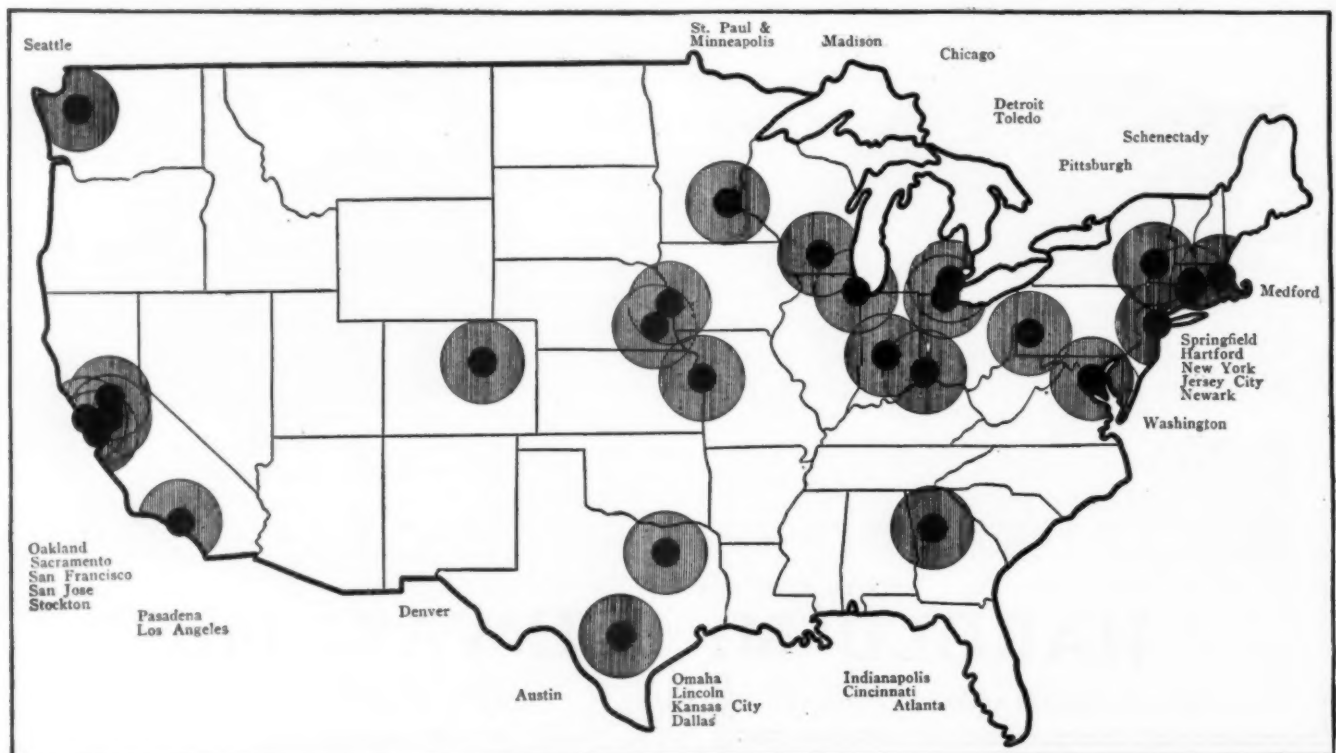 Seattle
St. Paul &
Minneapolis
Madison
Chicago
Detroit
Toledo
Schenectady
Pittsburgh
Medford
Springfield
Hartford
New York
Jersey City
Newark
Washington
Oakland
Sacramento
San Francisco
San Jose
Stockton
Pasadena
Los Angeles
Denver
Austin
Omaha
Lincoln
Kansas City
Dallas
Indianapolis
Cincinnati
Atlanta